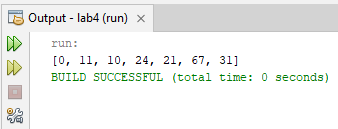 Output - lab4 (run)
run:
[0, 11, 10, 24, 21, 67, 31]
BUILD SUCCESSFUL (total time: 0 seconds)